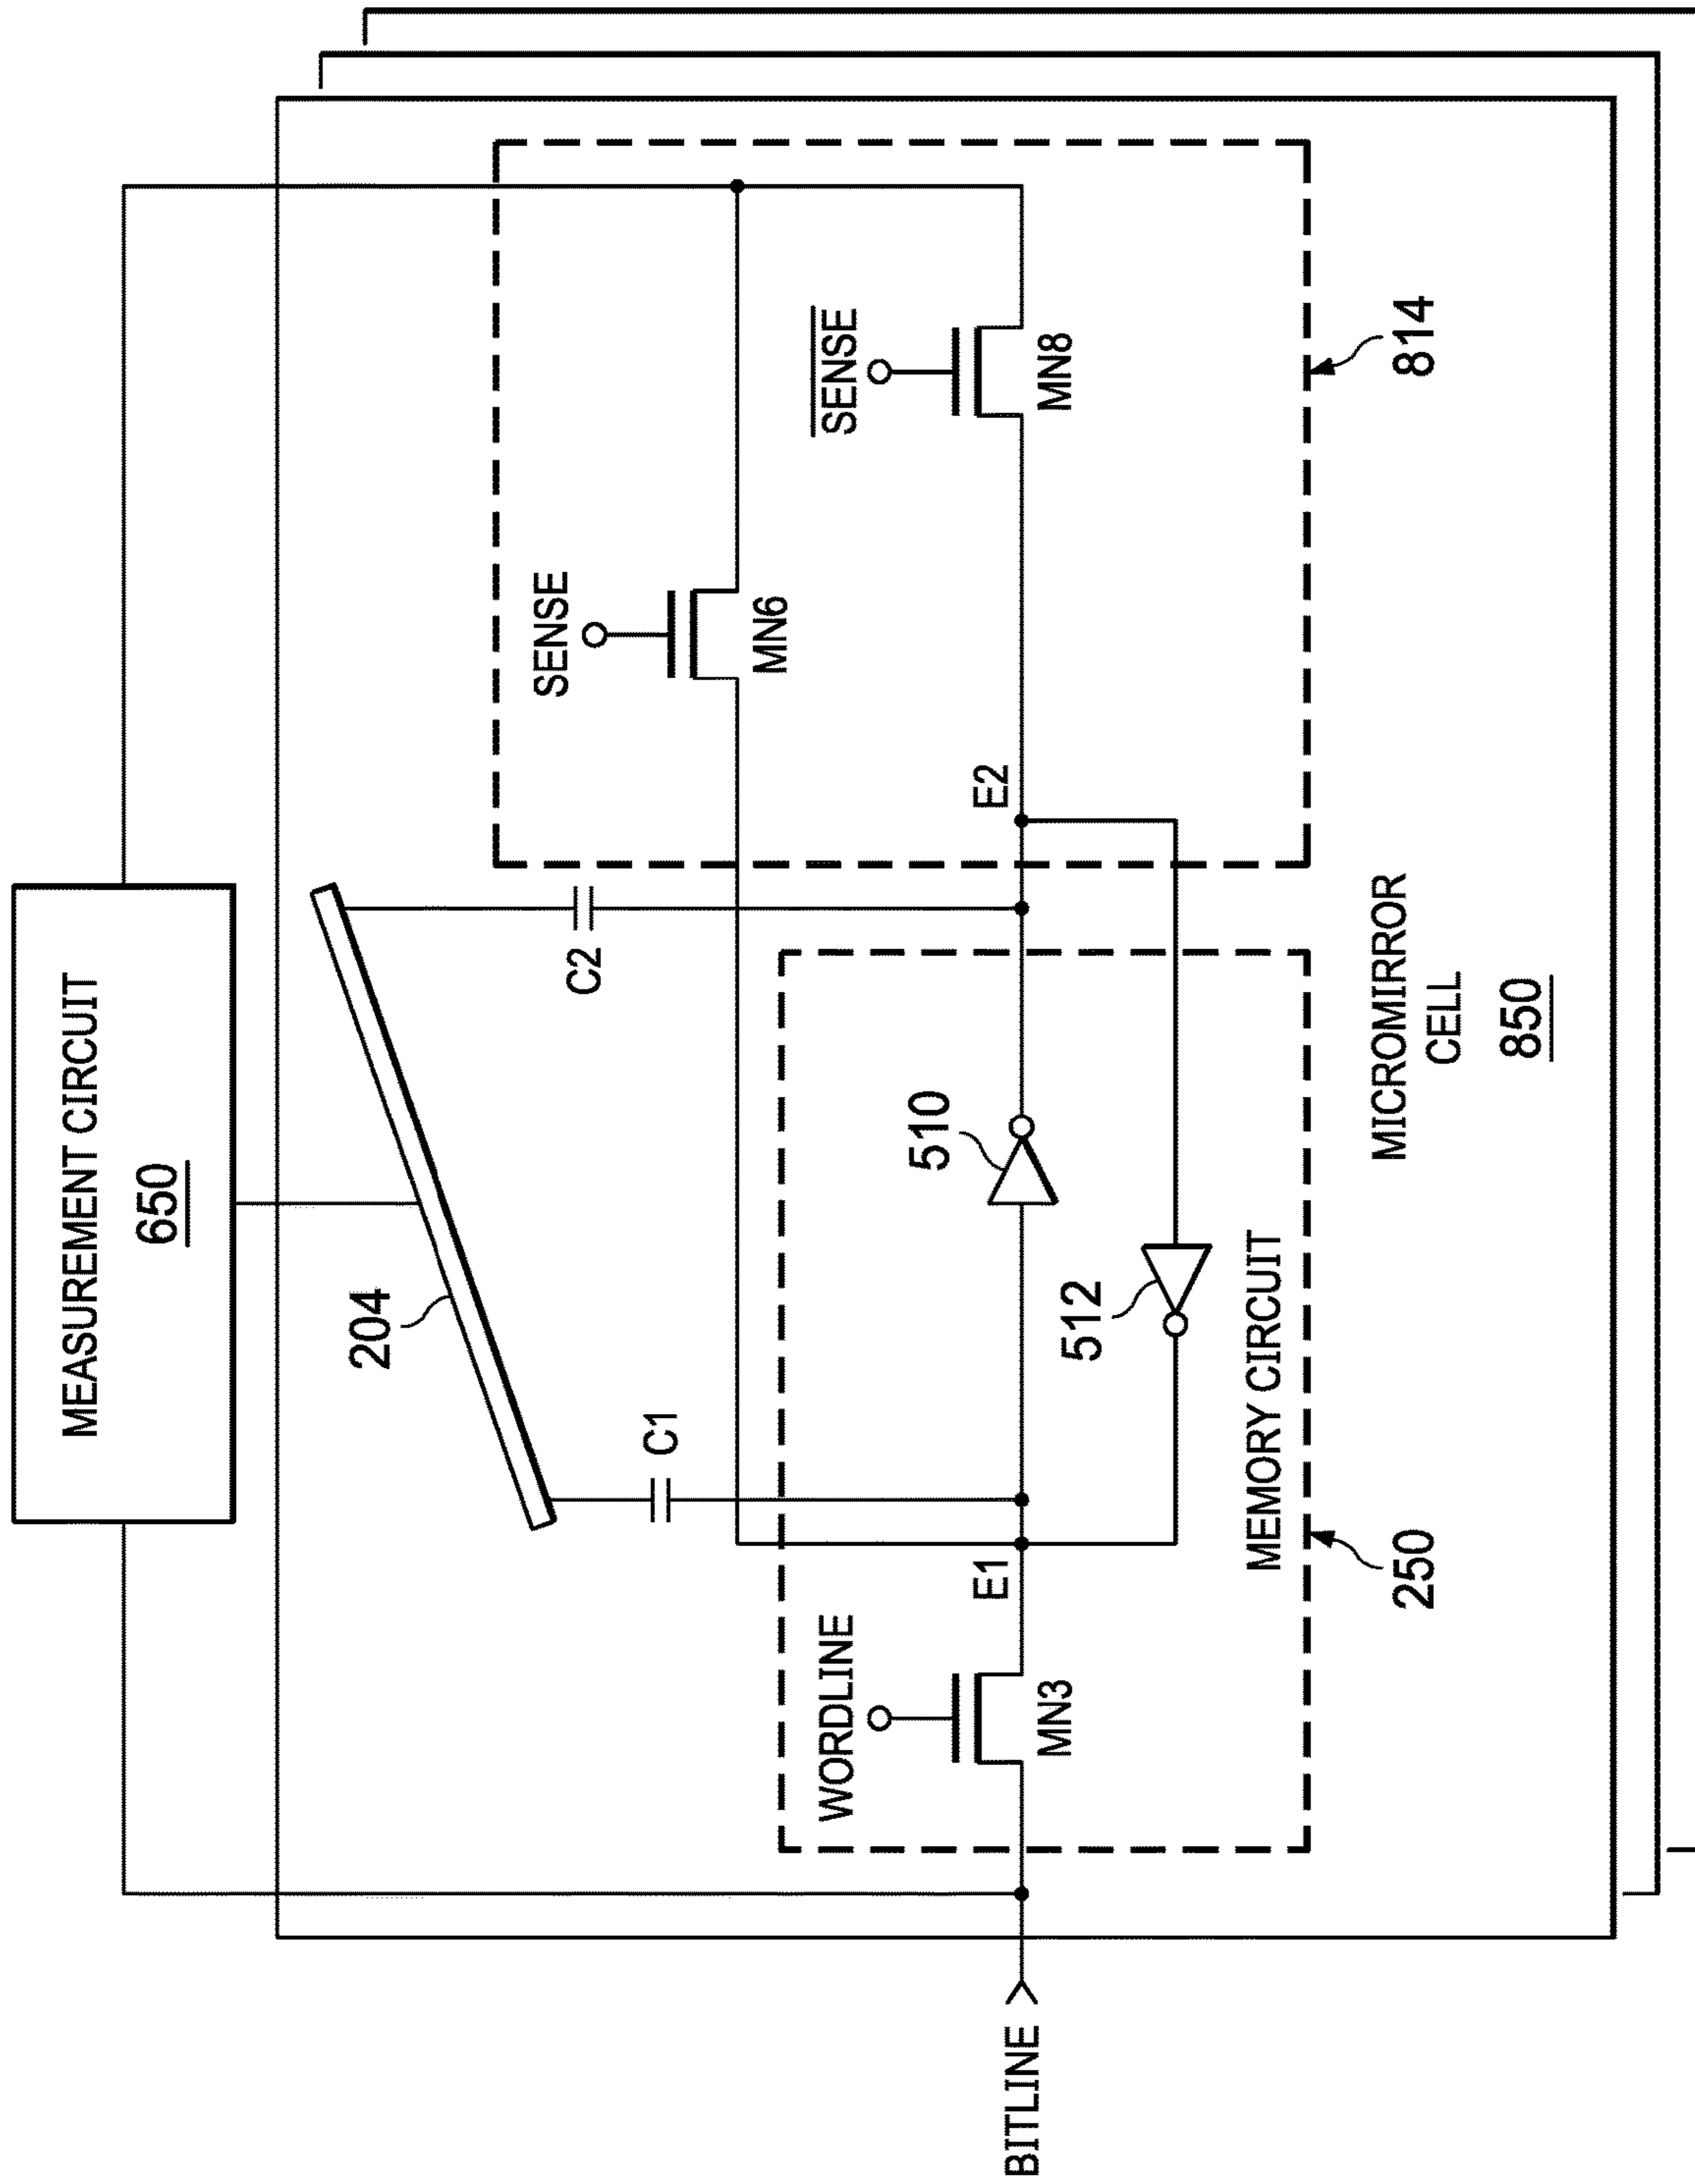 MEASUREMENT CIRCUIT
650
204
C1
C2
SENSE
MN6
S̅E̅N̅S̅E̅
MN8
814
WORDLINE
MN3
E1
510
512
E2
MEMORY CIRCUIT
250
MICROMIRROR
CELL
850
BITLINE